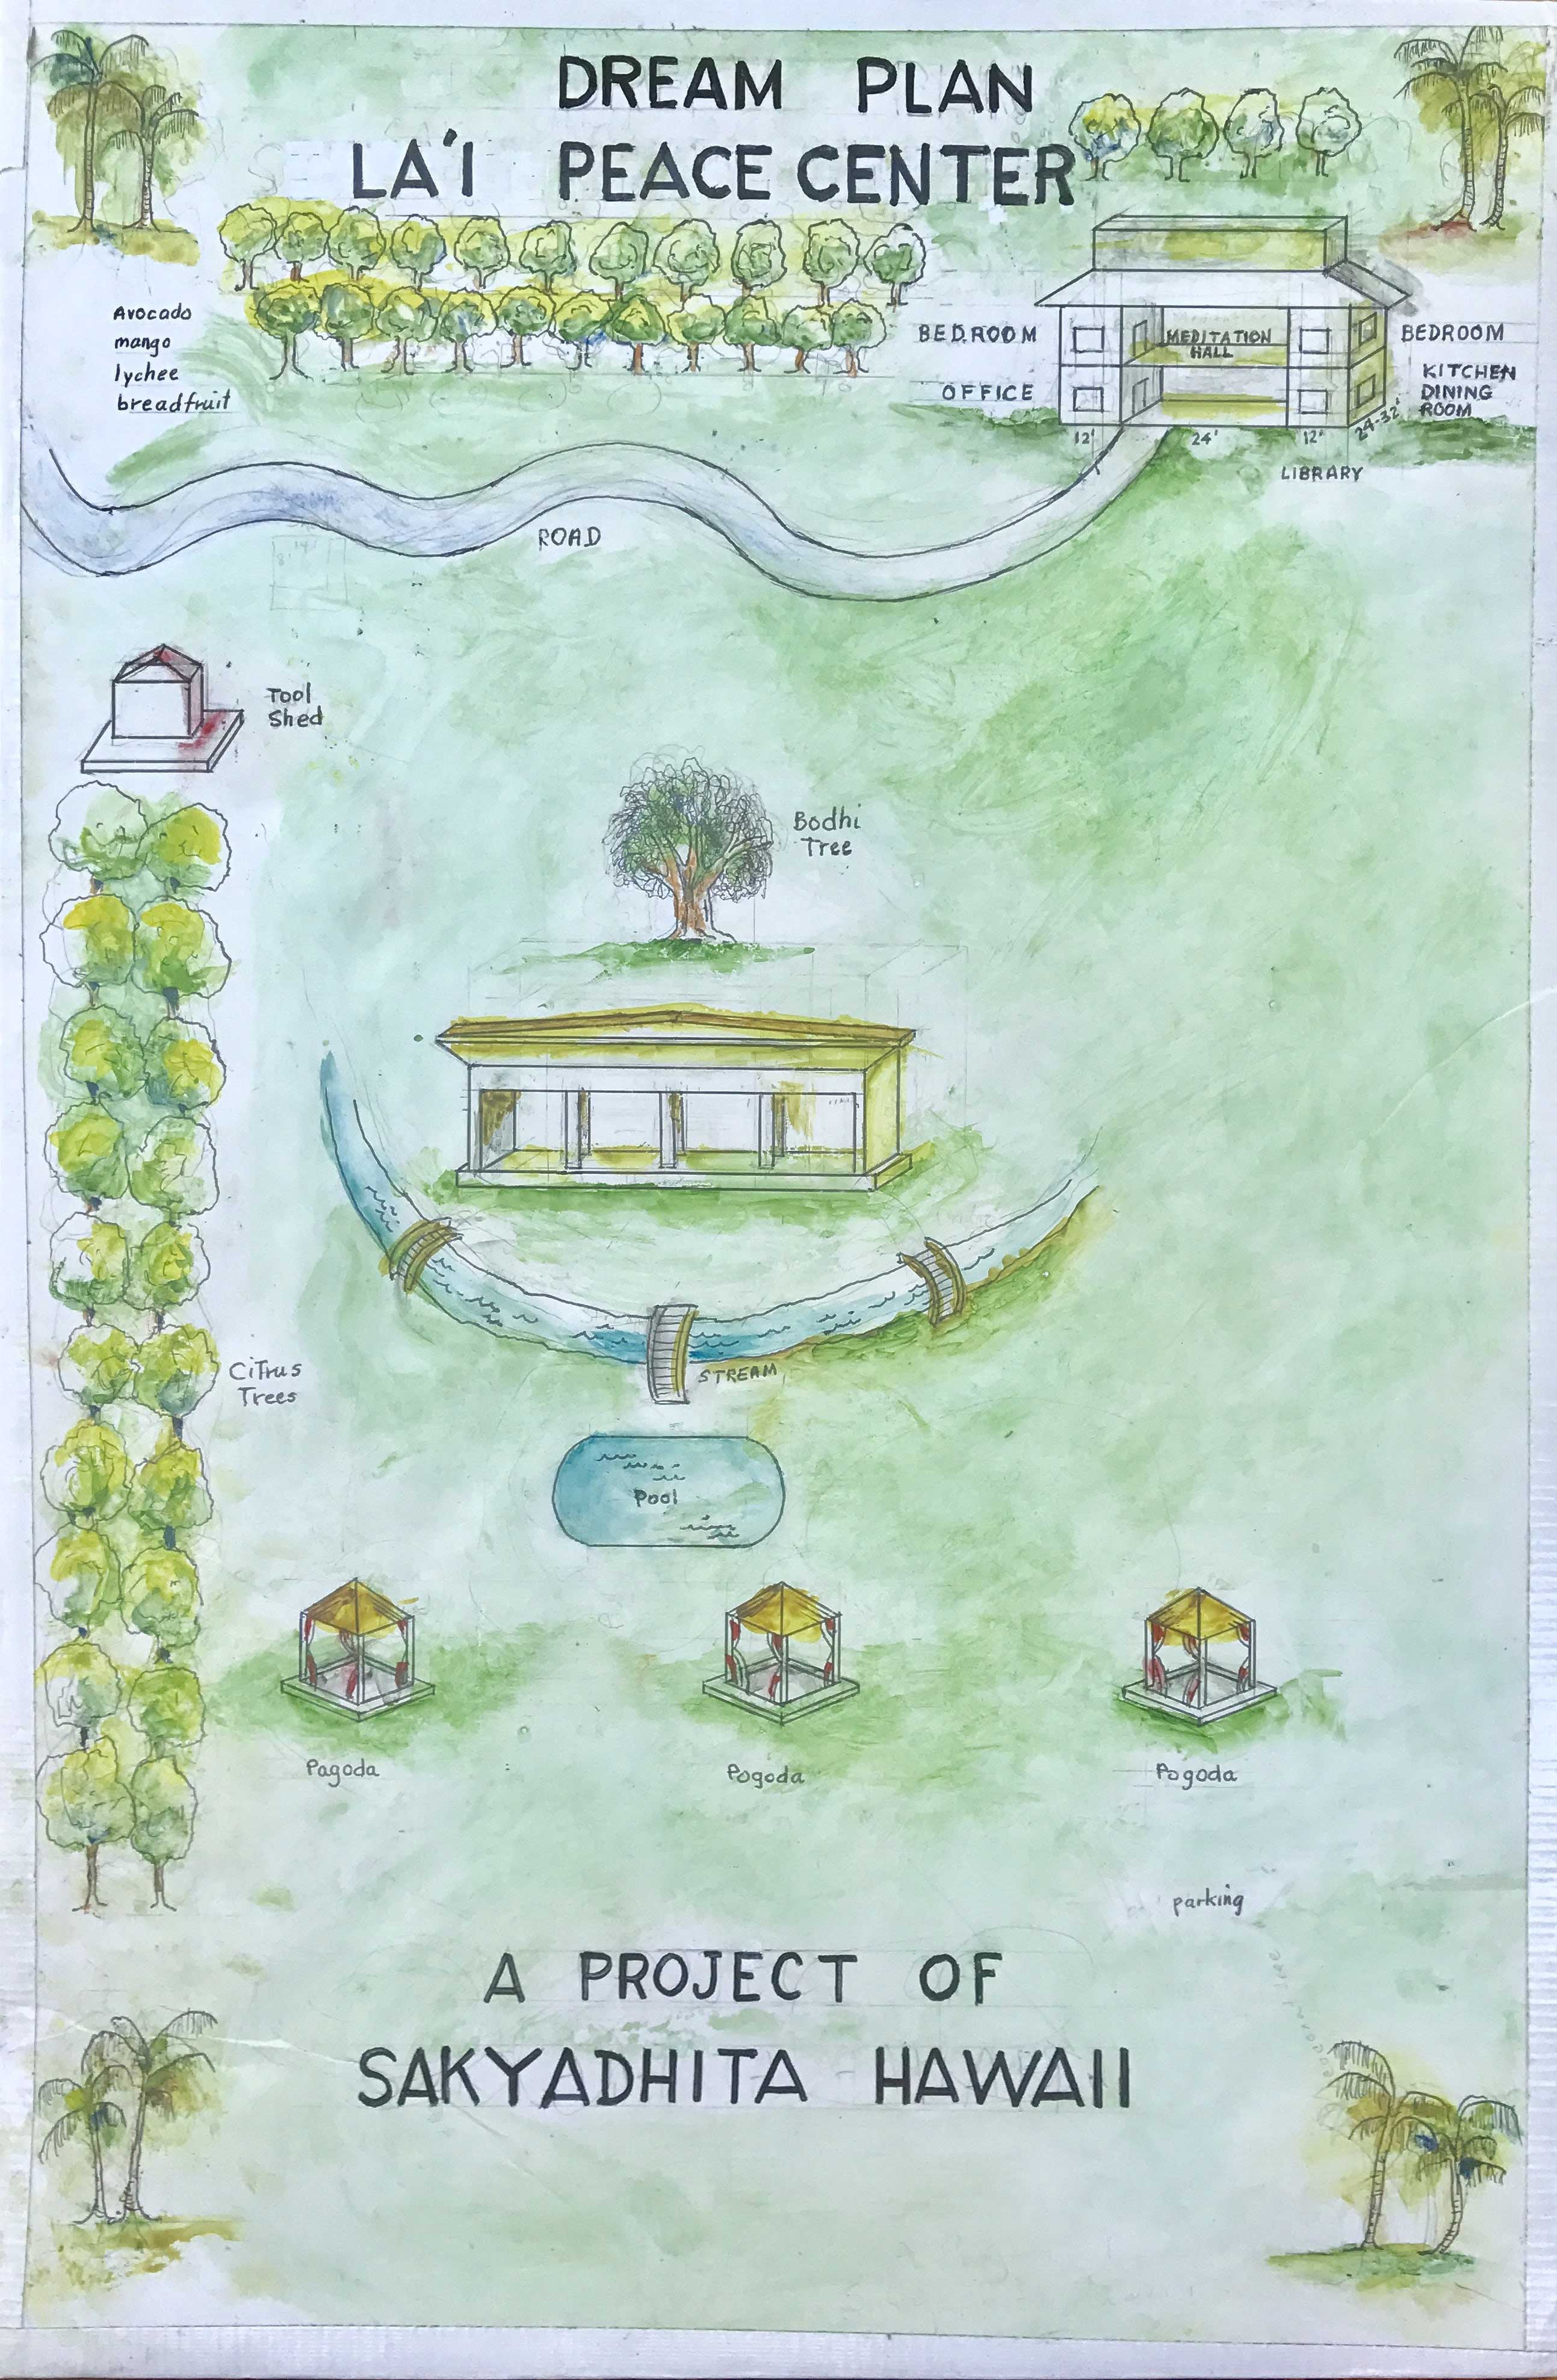 DREAM PLAN
LA'I PEACE CENTER
Avocado
mango
lychee
breadfruit
BEDROOM
OFFICE
MEDITATION
HALL
BEDROOM
KITCHEN
DINING
ROOM
12'
24'
12'
24-32'
LIBRARY
ROAD
Tool
Shed
Bodhi
Tree
CiTrus
Trees
STREAM
Pool
Pagoda
Pogoda
Pogoda
parking
A PROJECT OF
SAKYADHITA HAWAII